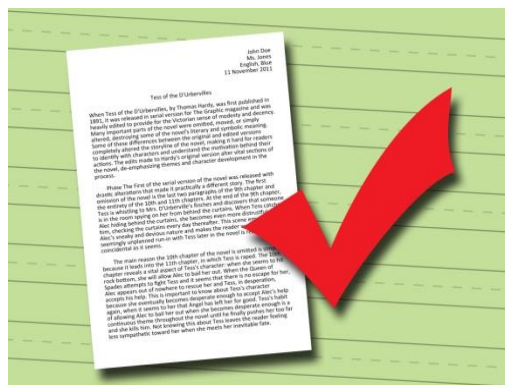 John Doe
Ms. Jones
English, Blue
11 November 2011
Tess of the D'Urbervilles
When Tess of the D'Urbervilles, by Thomas Hardy, was first published in
1891, it was released in serial version for The Graphic magazine and was
heavily edited to provide for the Victorian sense of modesty and decency.
Many important parts of the novel were omitted, moved, or simply
altered, destroying some of the novel's literary and symbolic meaning.
Some of these differences between the original and edited versions
completely altered the storyline of the novel, making it hard for readers
to identify with characters and understand the motivation behind their
actions. The edits made to Hardy's original version alter vital sections of
the novel, de-emphasizing themes and character development in the
process.
Phase The First of the serial version of the novel was released with
drastic alterations that made it practically a different story. The first
omission of the novel is the last two paragraphs of the 9th chapter and
the entirety of the 10th and 11th chapters. At the end of the 9th chapter,
Tess is whistling to Mrs. D'Urberville's finches and discovers that someone
is in the room spying on her from behind the curtains. When Tess
Alec hiding behind the curtains, she becomes even more
him, checking the curtains every day thereafter. This scene
Alec's sneaky and devious nature and makes the reader
seemingly unplanned run-in with Tess later in the novel is
coincidental as it seems.
The main reason the 10th chapter of the novel is omitted is
because it leads into the 11th chapter, in which Tess is raped. The
chapter reveals a vital aspect of Tess's character: when she seems to hit
rock bottom, she will allow Alec to bail her out. When the Queen of
Spades attempts to fight Tess and it seems that there is no escape for her,
Alec appears out of nowhere to rescue her and Tess, in desperation,
accepts his help. This is important to know about Tess's character
because she eventually becomes desperate enough to accept Alec's help
again, when it seems to her that Angel has left her for good. Tess's habit
of allowing Alec to bail her out when she becomes desperate enough is a
continuous theme throughout the novel until he finally pushes her too far
and she kills him. Not knowing this about Tess leaves the reader feeling
less sympathetic toward her when she meets her inevitable fate.